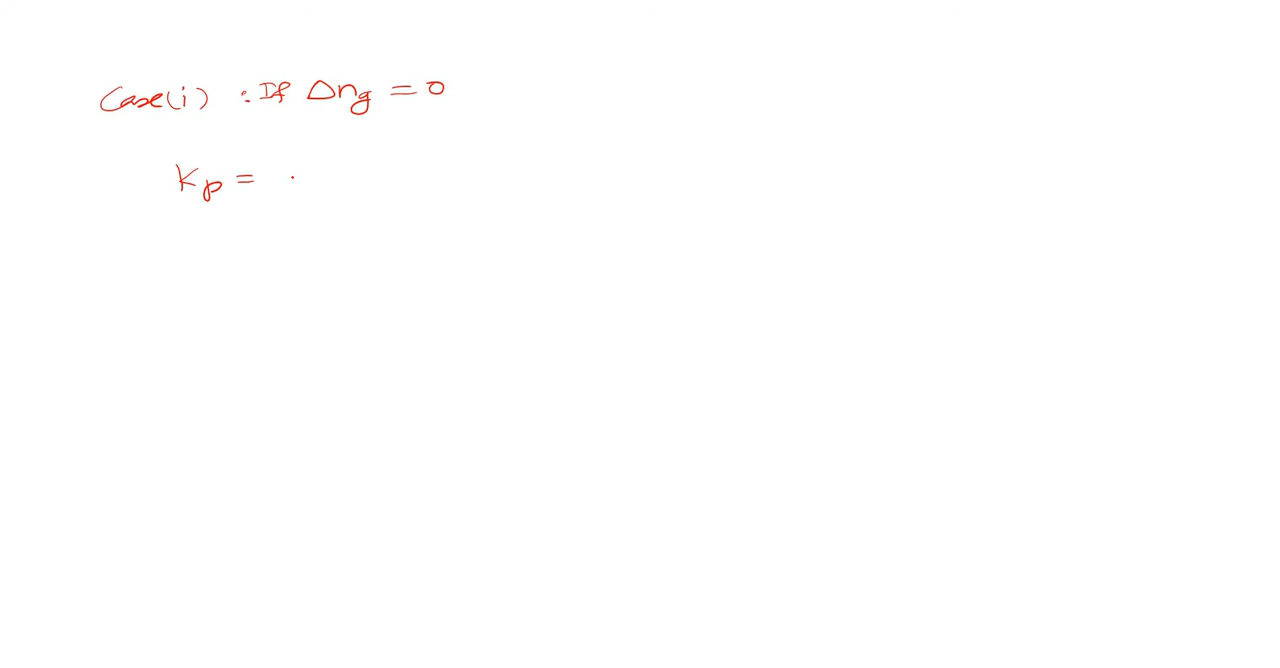 Case(i) : If Δng = 0
Kp =